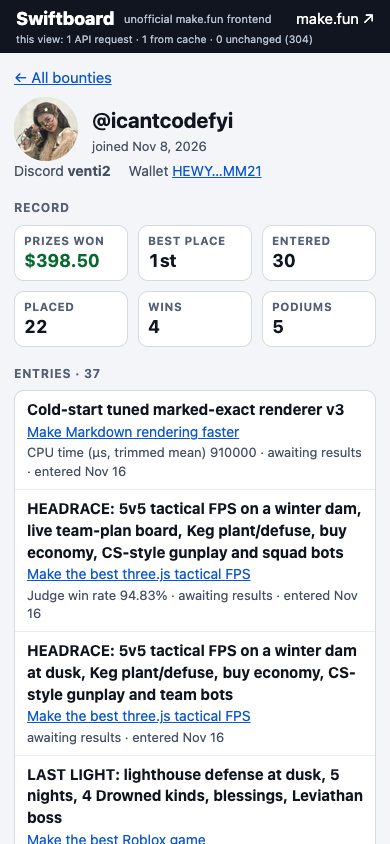 Swiftboard unofficial make.fun frontend make.fun ↗
this view: 1 API request · 1 from cache · 0 unchanged (304)
← All bounties
@icantcodefyi
joined Nov 8, 2026
Discord venti2 Wallet HEWY…MM21
RECORD
PRIZES WON BEST PLACE ENTERED
$398.50 1st 30
PLACED WINS PODIUMS
22 4 5
ENTRIES · 37
Cold-start tuned marked-exact renderer v3
Make Markdown rendering faster
CPU time (µs, trimmed mean) 910000 · awaiting results
· entered Nov 16
HEADRACE: 5v5 tactical FPS on a winter dam,
live team-plan board, Keg plant/defuse, buy
economy, CS-style gunplay and squad bots
Make the best three.js tactical FPS
Judge win rate 94.83% · awaiting results · entered Nov
16
HEADRACE: 5v5 tactical FPS on a winter dam
at dusk, Keg plant/defuse, buy economy, CS-
style gunplay and team bots
Make the best three.js tactical FPS
awaiting results · entered Nov 16
LAST LIGHT: lighthouse defense at dusk, 5
nights, 4 Drowned kinds, blessings, Leviathan
boss
Make the best Roblox game